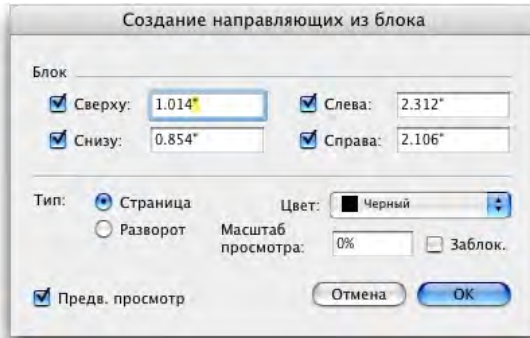 Создание направляющих из блока
Блок
Сверху: 1.014" Слева: 2.312"
Снизу: 0.854" Справа: 2.106"
Тип: Страница Цвет: Черный
Разворот Масштаб просмотра: 0% Заблок.
Предв. просмотр Отмена OK